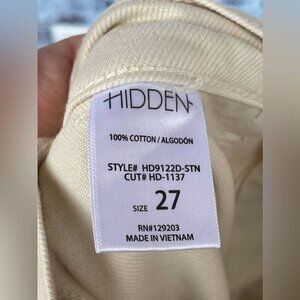 HIDDEN
100% COTTON / ALGODÓN
STYLE# HD9122D-STN
CUT# HD-1137
SIZE 27
RN#129203
MADE IN VIETNAM